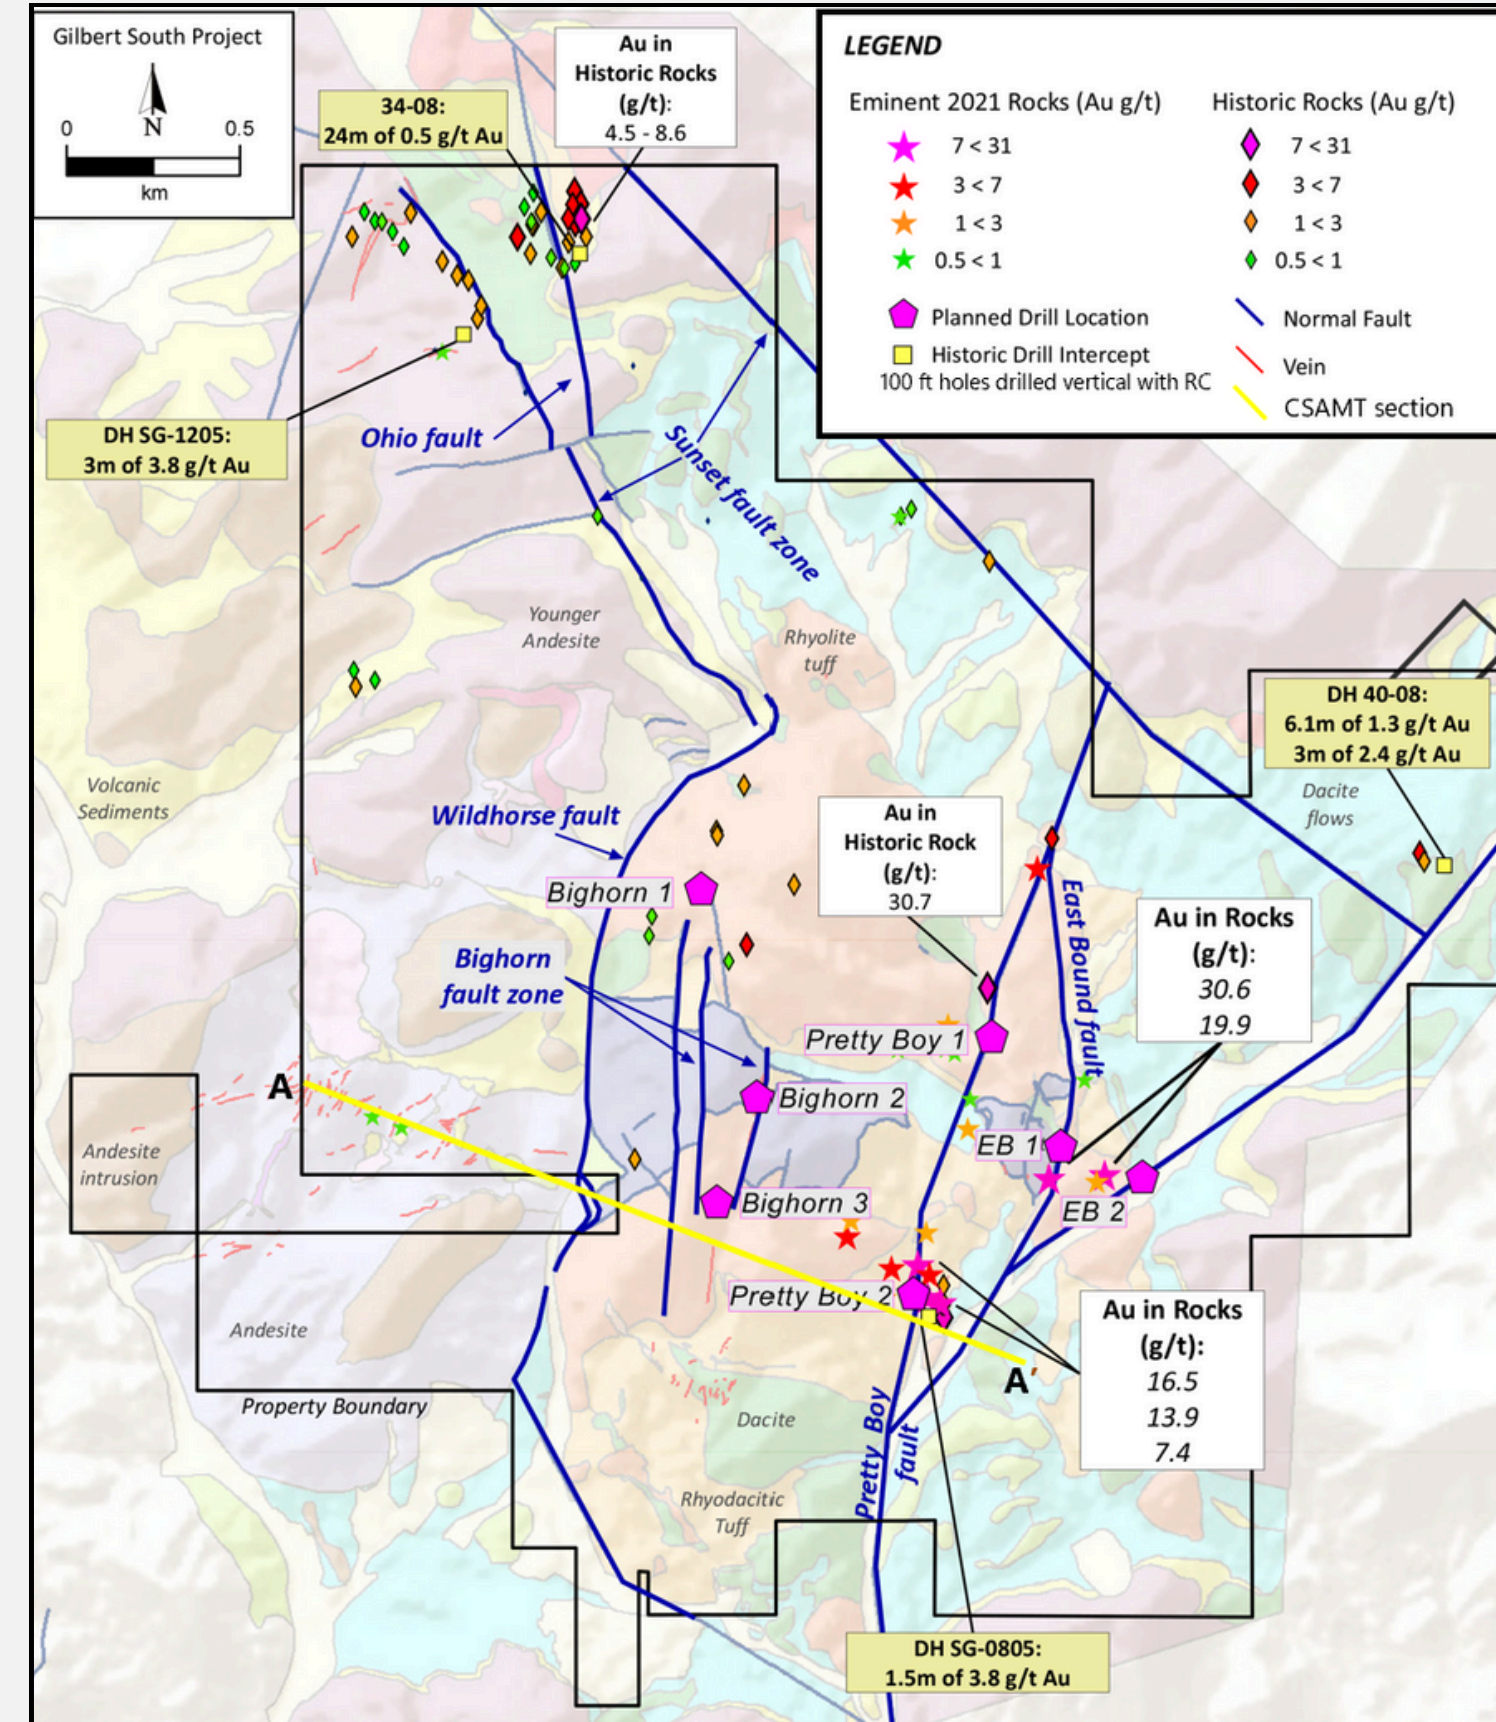 Gilbert South Project
0
N
0.5
km
34-08:
24m of 0.5 g/t Au
Au in
Historic Rocks
(g/t):
4.5 - 8.6
LEGEND
Eminent 2021 Rocks (Au g/t)
7 < 31
3 < 7
1 < 3
0.5 < 1
Historic Rocks (Au g/t)
7 < 31
3 < 7
1 < 3
0.5 < 1
Planned Drill Location
Historic Drill Intercept
100 ft holes drilled vertical with RC
Normal Fault
Vein
CSAMT section
DH SG-1205:
3m of 3.8 g/t Au
Ohio fault
Sunset fault zone
Younger
Andesite
Rhyolite
tuff
DH 40-08:
6.1m of 1.3 g/t Au
3m of 2.4 g/t Au
Dacite
flows
Volcanic
Sediments
Wildhorse fault
Au in
Historic Rock
(g/t):
30.7
Bighorn 1
East Bound fault
Au in Rocks
(g/t):
30.6
19.9
Bighorn
fault zone
Pretty Boy 1
A
Bighorn 2
Andesite
intrusion
EB 1
Bighorn 3
EB 2
Pretty Boy 2
Au in Rocks
(g/t):
16.5
13.9
7.4
Andesite
A'
Property Boundary
Dacite
Pretty Boy
fault
Rhyodacitic
Tuff
DH SG-0805:
1.5m of 3.8 g/t Au